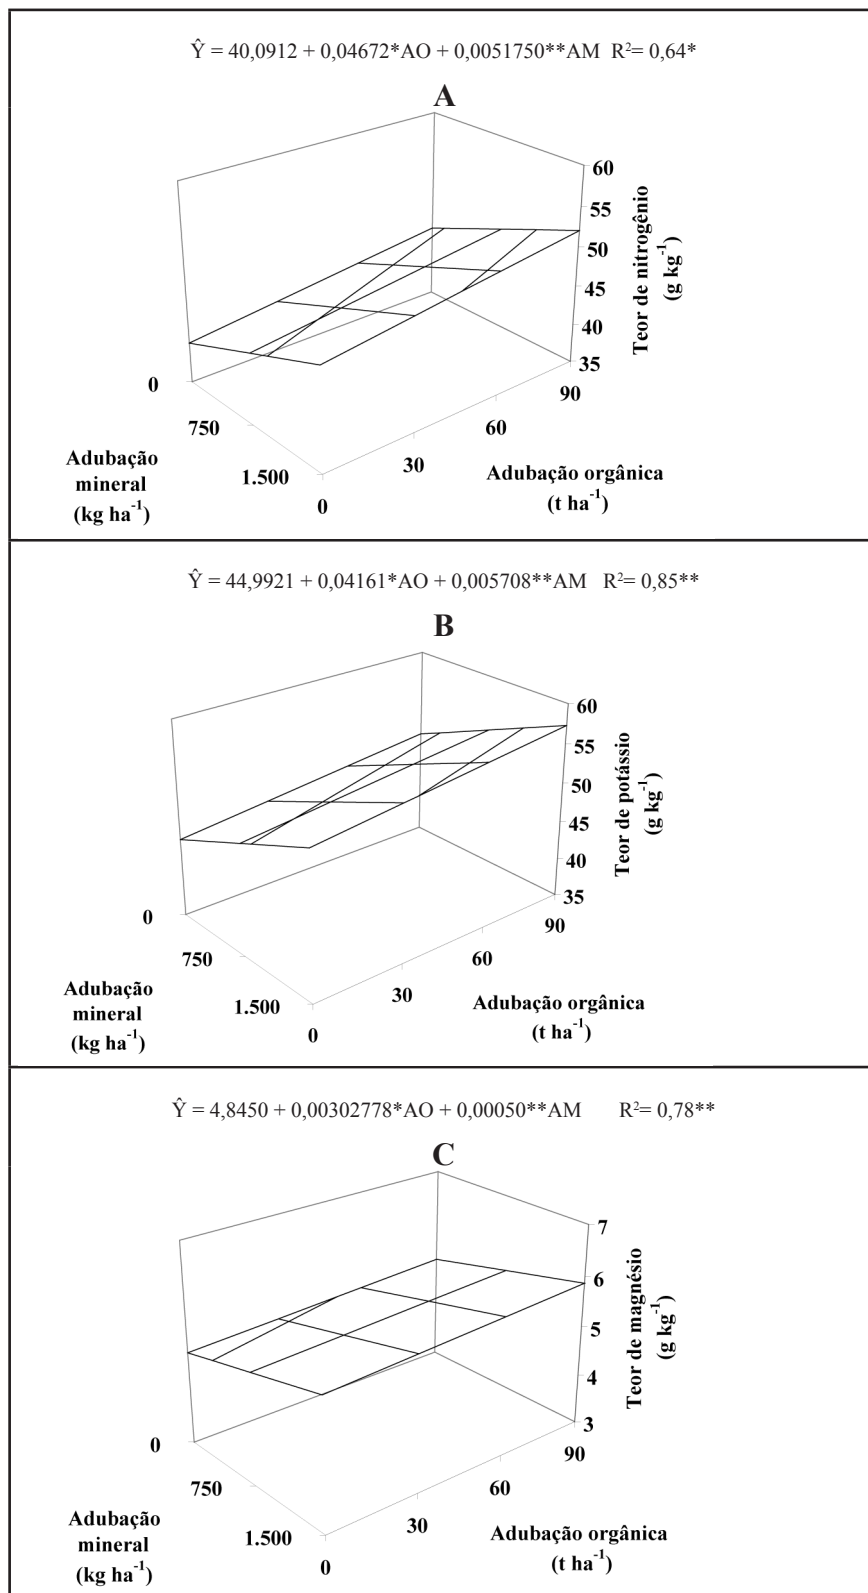 Ŷ = 40,0912 + 0,04672*AO + 0,0051750**AM R²= 0,64*
A
60
55
50
45
40
35
Teor de nitrogênio
(g kg⁻¹)
0
750
1.500
Adubação
mineral
(kg ha⁻¹)
0
30
60
90
Adubação orgânica
(t ha⁻¹)
Ŷ = 44,9921 + 0,04161*AO + 0,005708**AM R²= 0,85**
B
60
55
50
45
40
35
Teor de potássio
(g kg⁻¹)
0
750
1.500
Adubação
mineral
(kg ha⁻¹)
0
30
60
90
Adubação orgânica
(t ha⁻¹)
Ŷ = 4,8450 + 0,00302778*AO + 0,00050**AM R²= 0,78**
C
7
6
5
4
3
Teor de magnésio
(g kg⁻¹)
0
750
1.500
Adubação
mineral
(kg ha⁻¹)
0
30
60
90
Adubação orgânica
(t ha⁻¹)